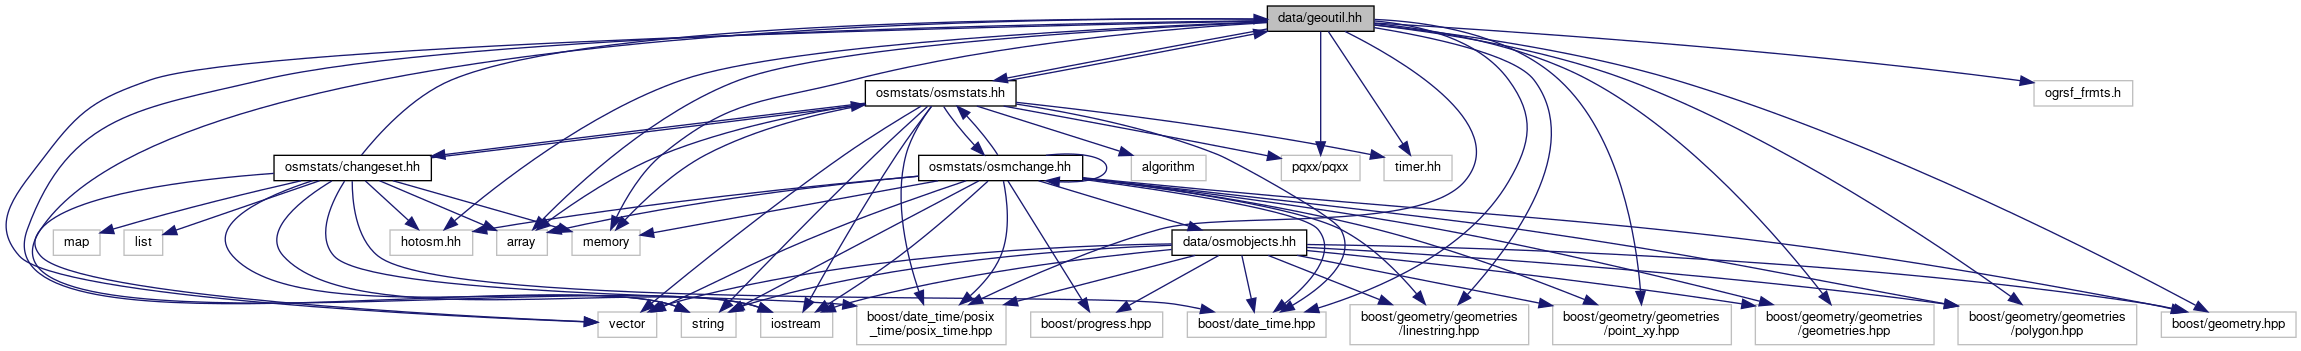 data/geoutil.hh
osmstats/osmstats.hh
ogrsf_frmts.h
osmstats/changeset.hh
osmstats/osmchange.hh
algorithm
pqxx/pqxx
timer.hh
map
list
hotosm.hh
array
memory
data/osmobjects.hh
vector
string
iostream
boost/date_time/posix
_time/posix_time.hpp
boost/progress.hpp
boost/date_time.hpp
boost/geometry/geometries
/linestring.hpp
boost/geometry/geometries
/point_xy.hpp
boost/geometry/geometries
/geometries.hpp
boost/geometry/geometries
/polygon.hpp
boost/geometry.hpp